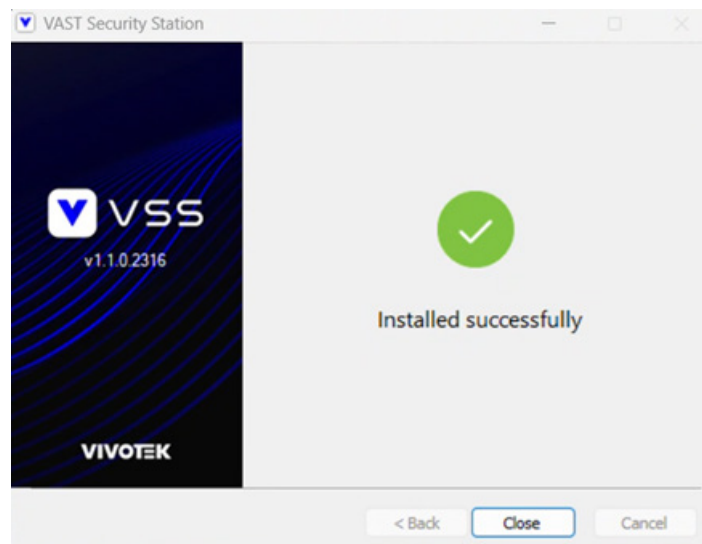 VAST Security Station
VSS
v1.1.0.2316
Installed successfully
VIVOTEK
< Back
Close
Cancel